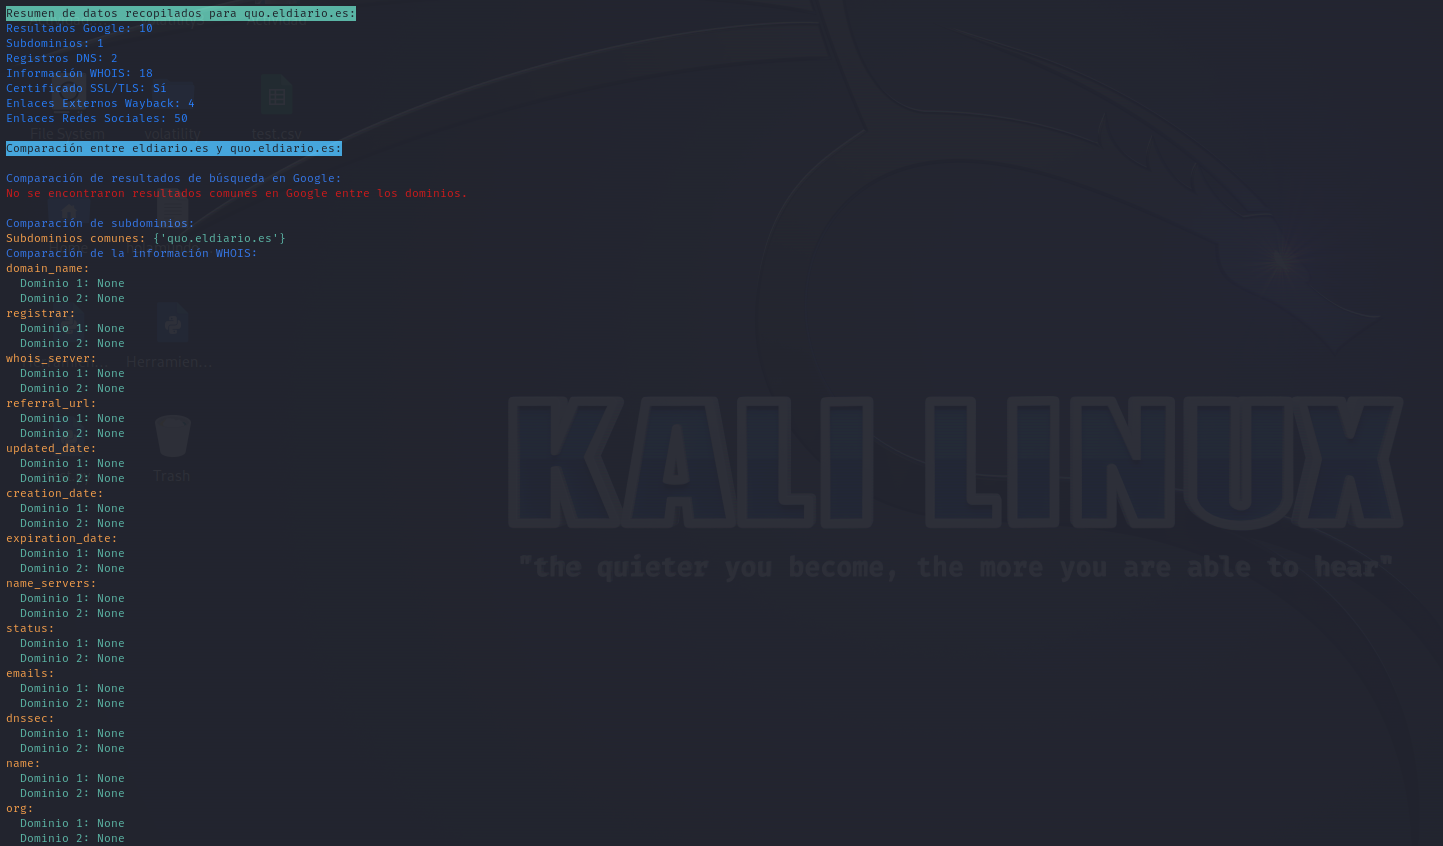 Resumen de datos recopilados para quo.eldiario.es:
Resultados Google: 10
Subdominios: 1
Registros DNS: 2
Información WHOIS: 18
Certificado SSL/TLS: Sí
Enlaces Externos Wayback: 4
Enlaces Redes Sociales: 50
File System
volatility
test.csv
Comparación entre eldiario.es y quo.eldiario.es:
Comparación de resultados de búsqueda en Google:
No se encontraron resultados comunes en Google entre los dominios.
Comparación de subdominios:
Subdominios comunes: {'quo.eldiario.es'}
Comparación de la información WHOIS:
domain_name:
Dominio 1: None
Dominio 2: None
registrar:
Dominio 1: None
Dominio 2: None
whois_server:
Herramien...
Dominio 1: None
Dominio 2: None
referral_url:
Dominio 1: None
Dominio 2: None
updated_date:
Dominio 1: None
Dominio 2: None
Trash
creation_date:
Dominio 1: None
Dominio 2: None
expiration_date:
Dominio 1: None
Dominio 2: None
name_servers:
Dominio 1: None
Dominio 2: None
status:
Dominio 1: None
Dominio 2: None
emails:
Dominio 1: None
Dominio 2: None
dnssec:
Dominio 1: None
Dominio 2: None
name:
Dominio 1: None
Dominio 2: None
org:
Dominio 1: None
Dominio 2: None
KALI LINUX
"the quieter you become, the more you are able to hear"